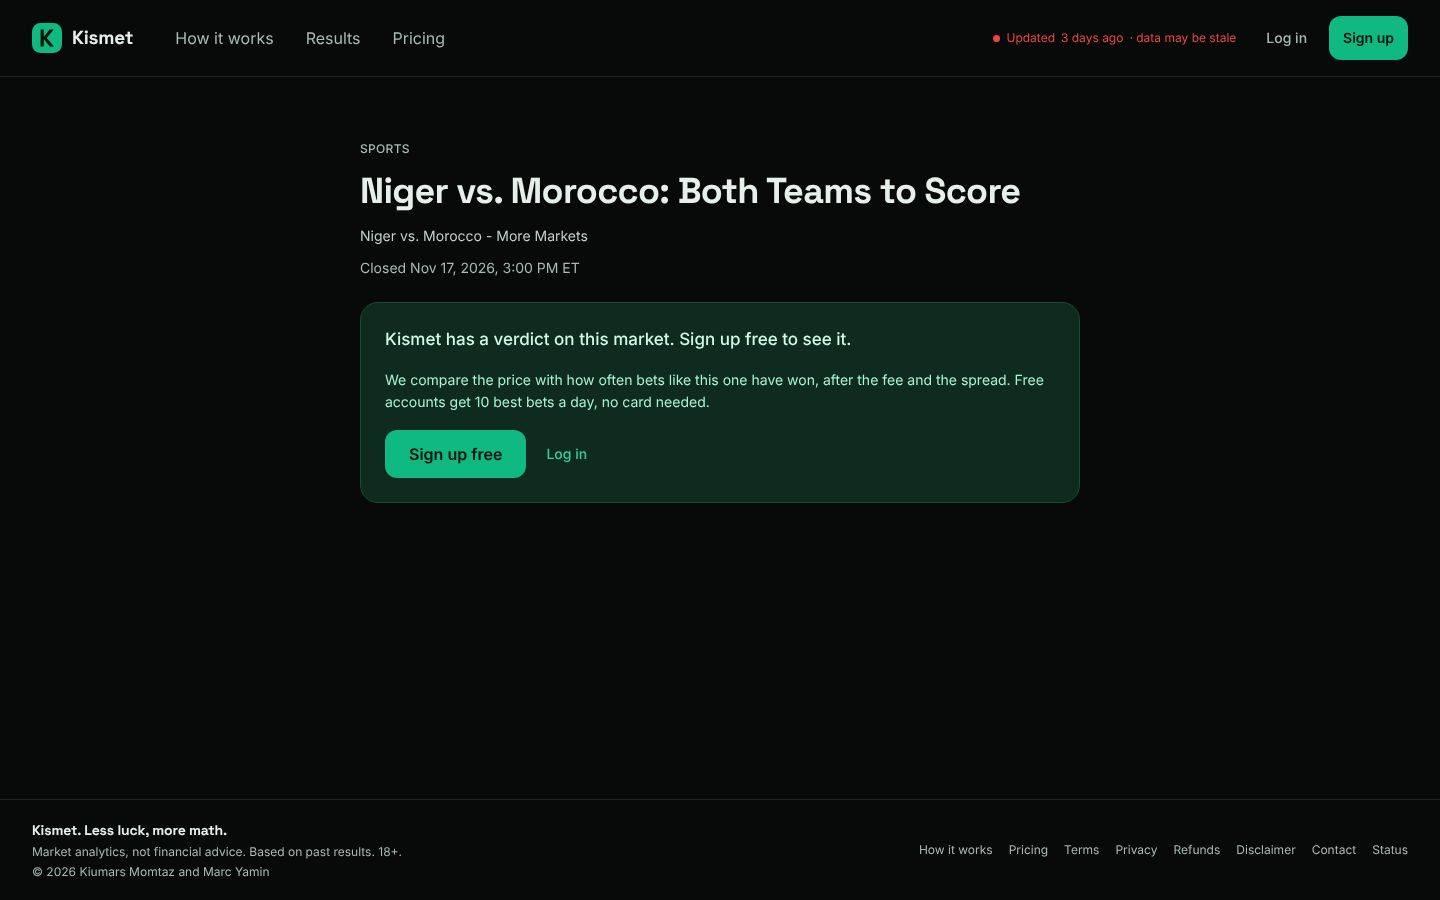 K Kismet How it works Results Pricing Updated 3 days ago · data may be stale Log in Sign up
SPORTS
Niger vs. Morocco: Both Teams to Score
Niger vs. Morocco - More Markets
Closed Nov 17, 2026, 3:00 PM ET
Kismet has a verdict on this market. Sign up free to see it.
We compare the price with how often bets like this one have won, after the fee and the spread. Free
accounts get 10 best bets a day, no card needed.
Sign up free Log in
Kismet. Less luck, more math.
Market analytics, not financial advice. Based on past results. 18+.
© 2026 Kiumars Momtaz and Marc Yamin
How it works Pricing Terms Privacy Refunds Disclaimer Contact Status